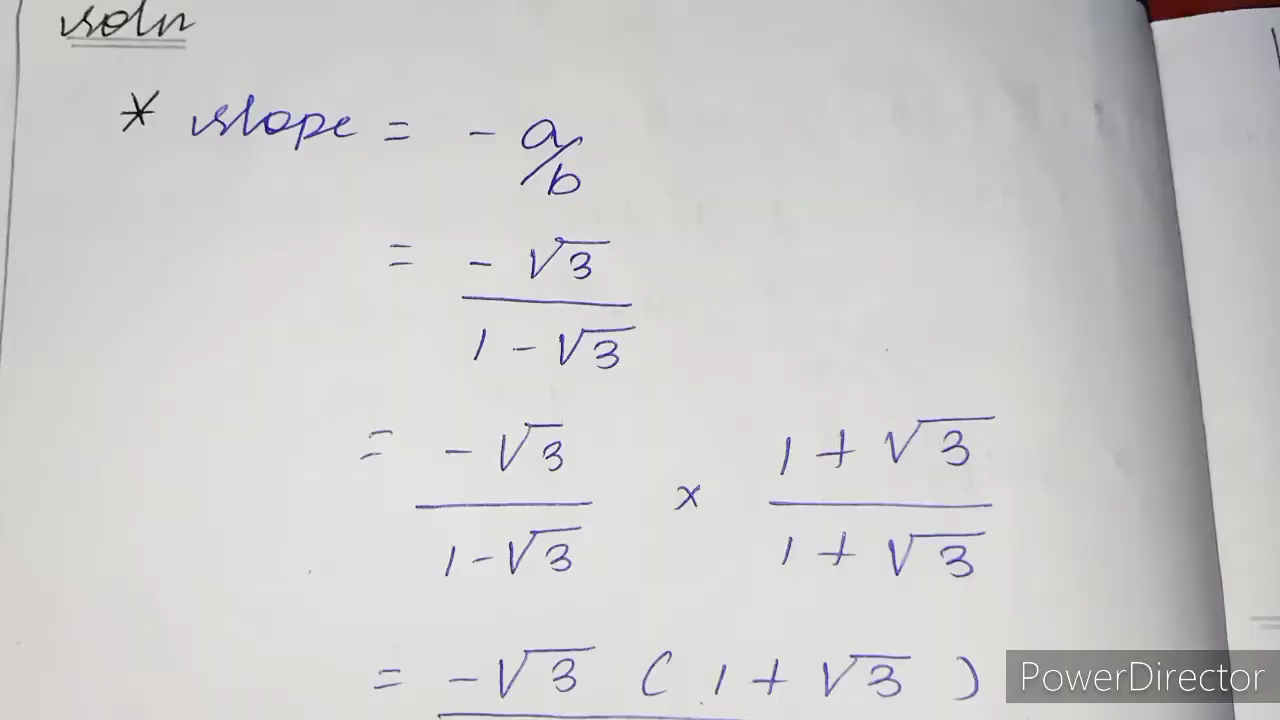 soln
* slope = - a/b
= - √3
1 - √3
= - √3 × 1 + √3
1 - √3 1 + √3
= - √3 ( 1 + √3 )
PowerDirector